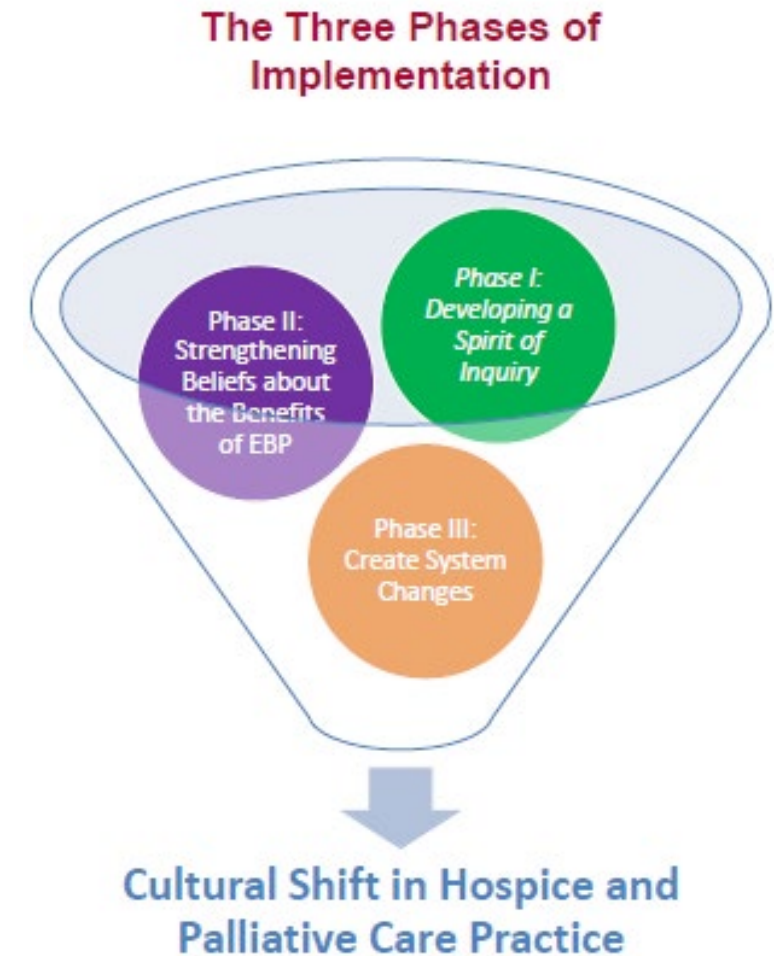 The Three Phases of
Implementation
Phase I:
Developing a
Spirit of
Inquiry
Phase II:
Strengthening
Beliefs about
the Benefits
of EBP
Phase III:
Create System
Changes
Cultural Shift in Hospice and
Palliative Care Practice